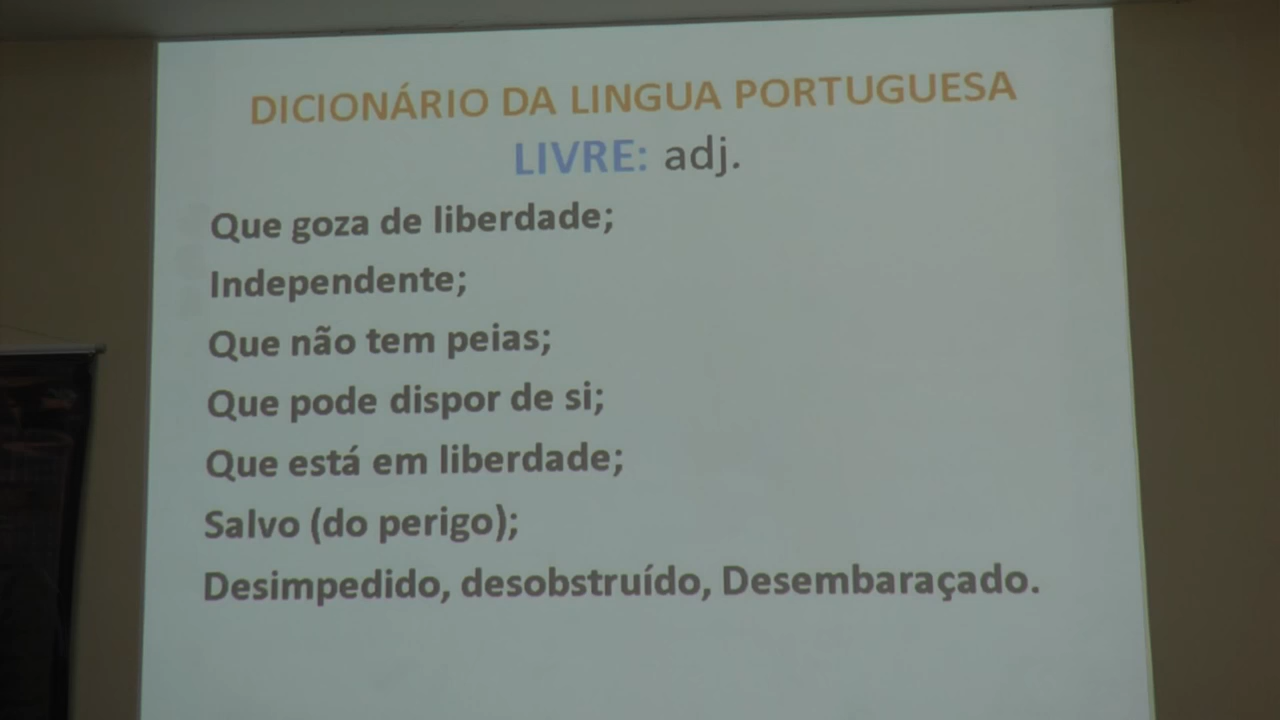 DICIONÁRIO DA LINGUA PORTUGUESA
LIVRE: adj.
Que goza de liberdade;
Independente;
Que não tem peias;
Que pode dispor de si;
Que está em liberdade;
Salvo (do perigo);
Desimpedido, desobstruído, Desembaraçado.